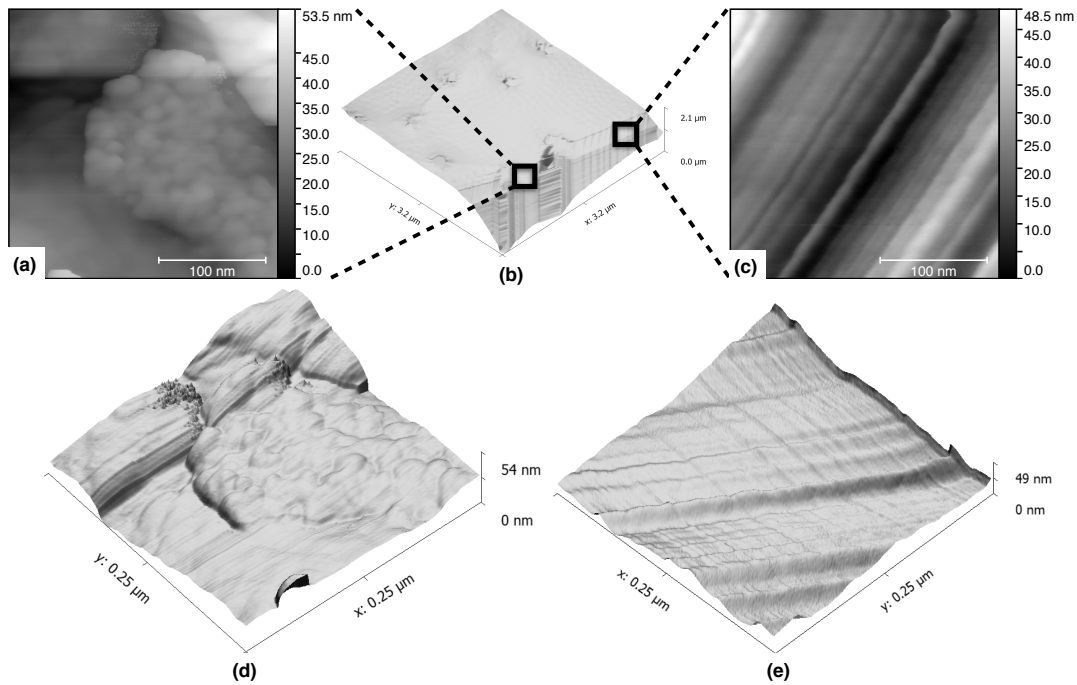 53.5 nm
45.0
40.0
35.0
30.0
25.0
20.0
15.0
10.0
0.0
100 nm
(a)
2.1 µm
0.0 µm
y: 3.2 µm
x: 3.2 µm
(b)
48.5 nm
45.0
40.0
35.0
30.0
25.0
20.0
15.0
10.0
0.0
100 nm
(c)
54 nm
0 nm
y: 0.25 µm
x: 0.25 µm
(d)
49 nm
0 nm
x: 0.25 µm
y: 0.25 µm
(e)